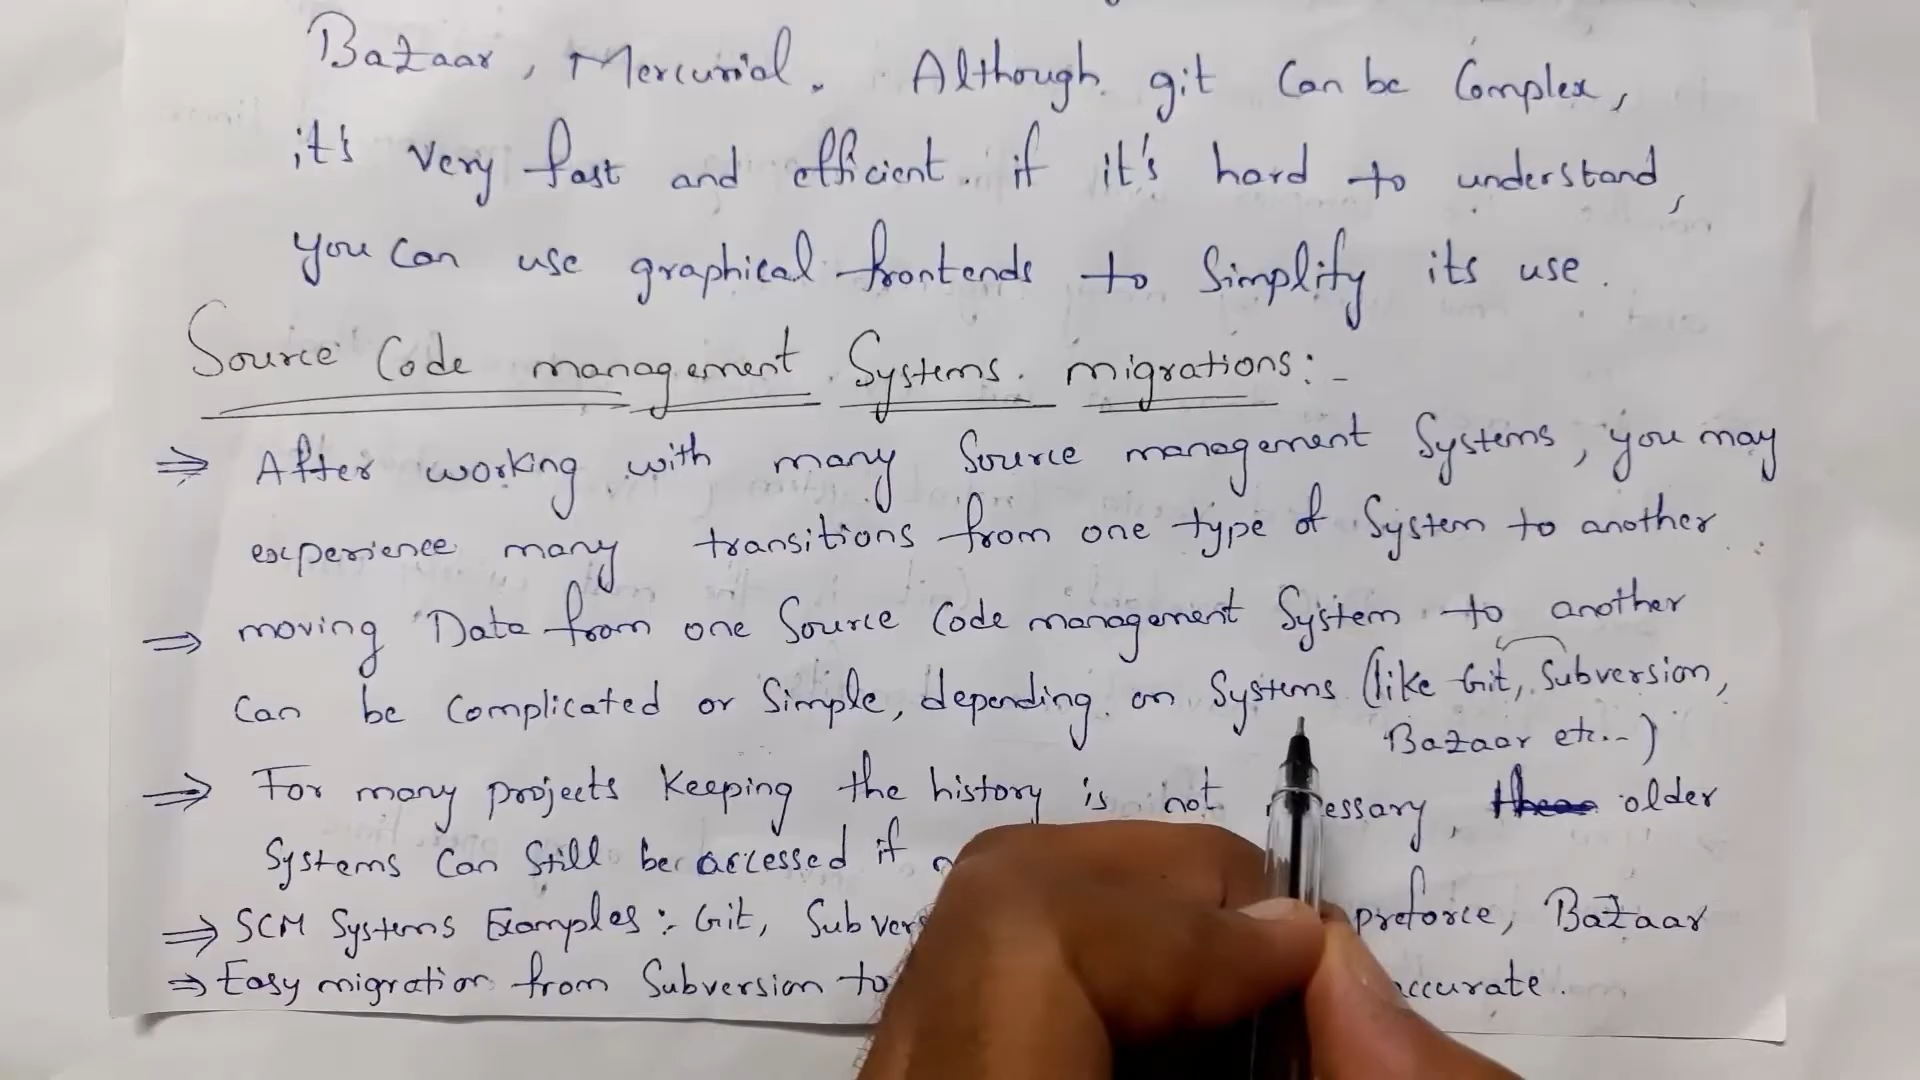 Bazaar, Mercurial. Although git Can be Complex,
it's very fast and efficient. if it's hard to understand,
you Can use graphical frontends to Simplify its use.
Source Code management Systems. migrations:-
⇒ After working with many Source management Systems, you may
experience many transitions from one type of System to another
⇒ moving Data from one Source Code management System to another
Can be Complicated or Simple, depending on Systems (like Git, Subversion,
Bazaar etc..)
⇒ For many projects Keeping the history is not older
Systems Can Still be accessed if
⇒ SCM Systems Examples:- Git, preforce, Bazaar
⇒ Easy migration from Subversion to